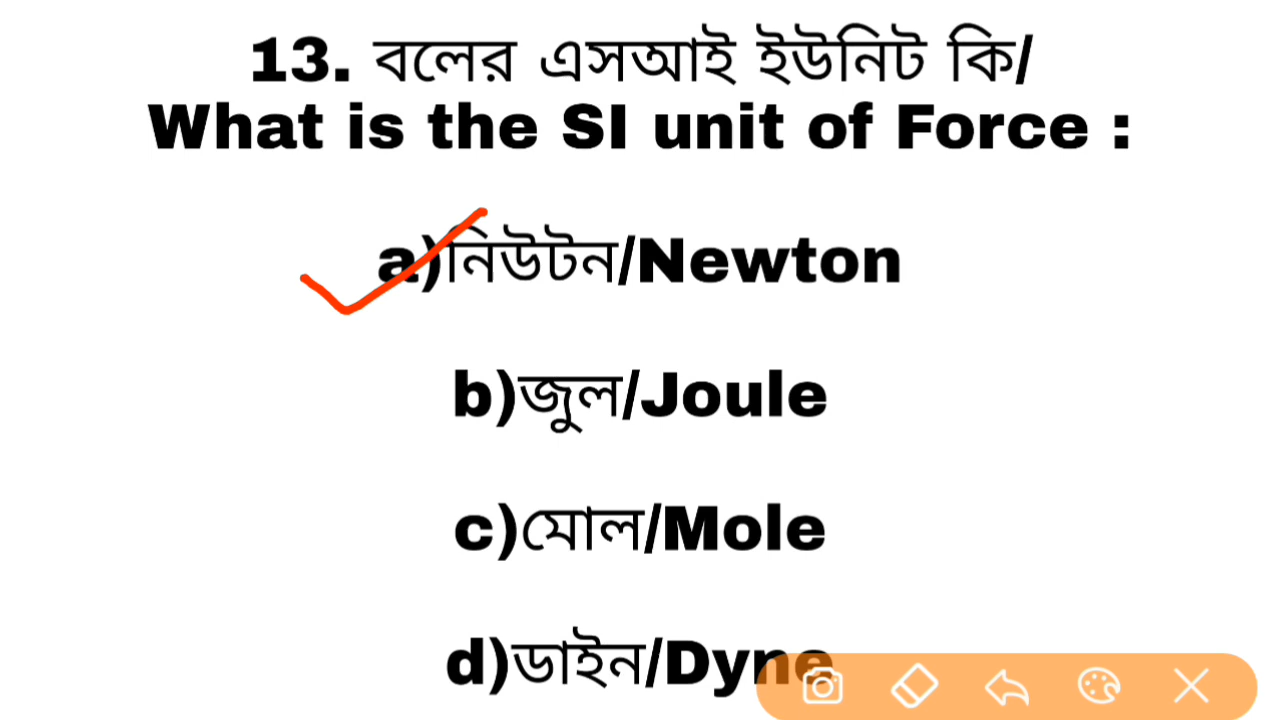 13. বলের এসআই ইউনিট কি/
What is the SI unit of Force :
a)নিউটন/Newton
b)জুল/Joule
c)মোল/Mole
d)ডাইন/Dyne